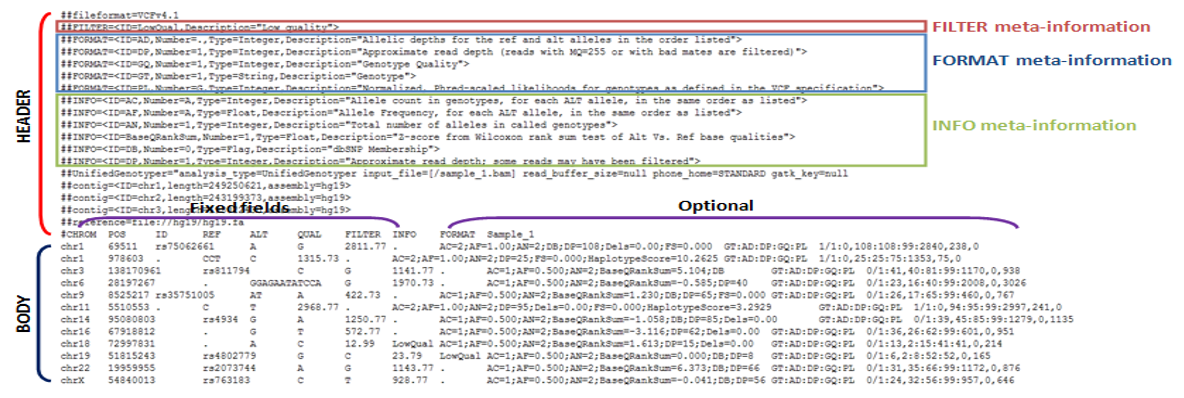 ##fileformat=VCFv4.1
##FILTER=<ID=LowQual,Description="Low quality">
FILTER meta-information
##FORMAT=<ID=AD,Number=.,Type=Integer,Description="Allelic depths for the ref and alt alleles in the order listed">
##FORMAT=<ID=DP,Number=1,Type=Integer,Description="Approximate read depth (reads with MQ=255 or with bad mates are filtered)">
##FORMAT=<ID=GQ,Number=1,Type=Integer,Description="Genotype Quality">
FORMAT meta-information
##FORMAT=<ID=GT,Number=1,Type=String,Description="Genotype">
##FORMAT=<ID=PL,Number=G,Type=Integer,Description="Normalized, Phred-scaled likelihoods for genotypes as defined in the VCF specification">
##INFO=<ID=AC,Number=A,Type=Integer,Description="Allele count in genotypes, for each ALT allele, in the same order as listed">
##INFO=<ID=AF,Number=A,Type=Float,Description="Allele Frequency, for each ALT allele, in the same order as listed">
HEADER
##INFO=<ID=AN,Number=1,Type=Integer,Description="Total number of alleles in called genotypes">
INFO meta-information
##INFO=<ID=BaseQRankSum,Number=1,Type=Float,Description="Z-score from Wilcoxon rank sum test of Alt Vs. Ref base qualities">
##INFO=<ID=DB,Number=0,Type=Flag,Description="dbSNP Membership">
##INFO=<ID=DP,Number=1,Type=Integer,Description="Approximate read depth; some reads may have been filtered">
##UnifiedGenotyper="analysis_type=UnifiedGenotyper input_file=[/sample_1.bam] read_buffer_size=null phone_home=STANDARD gatk_key=null
##contig=<ID=chr1,length=249250621,assembly=hg19>
##contig=<ID=chr2,length=243199373,assembly=hg19>
##contig=<ID=chr3,
Fixed fields
Optional
##reference=file://hg19/hg19.fa
#CHROM POS ID REF ALT QUAL FILTER INFO FORMAT Sample_1
chr1 69511 rs75062661 A G 2811.77 . AC=2;AF=1.00;AN=2;DB;DP=108;Dels=0.00;FS=0.000 GT:AD:DP:GQ:PL 1/1:0,108:108:99:2840,238,0
chr1 978603 . CCT C 1315.73 . AC=2;AF=1.00;AN=2;DP=25;FS=0.000;HaplotypeScore=10.2625 GT:AD:DP:GQ:PL 1/1:0,25:25:75:1353,75,0
chr3 138170961 rs811794 C G 1141.77 . AC=1;AF=0.500;AN=2;BaseQRankSum=5.104;DB GT:AD:DP:GQ:PL 0/1:41,40:81:99:1170,0,938
chr6 28197267 . GGAGAATATCCA G 1970.73 . AC=1;AF=0.500;AN=2;BaseQRankSum=-0.585;DP=40 GT:AD:DP:GQ:PL 0/1:23,16:40:99:2008,0,3026
chr9 8525217 rs35751005 AT A 422.73 . AC=1;AF=0.500;AN=2;BaseQRankSum=1.230;DB;DP=65;FS=0.000 GT:AD:DP:GQ:PL 0/1:26,17:65:99:460,0,767
BODY
chr11 5510553 . C T 2968.77 . AC=2;AF=1.00;AN=2;DP=95;Dels=0.00;FS=0.000;HaplotypeScore=3.2929 GT:AD:DP:GQ:PL 1/1:0,94:95:99:2997,241,0
chr14 95088803 rs4934 G A 1250.77 . AC=1;AF=0.500;AN=2;BaseQRankSum=-1.058;DB;DP=85;Dels=0.00 GT:AD:DP:GQ:PL 0/1:39,45:85:99:1279,0,1135
chr16 67918812 . G T 572.77 . AC=1;AF=0.500;AN=2;BaseQRankSum=-3.116;DP=62;Dels=0.00 GT:AD:DP:GQ:PL 0/1:36,26:62:99:601,0,951
chr18 72997831 . A C 12.99 LowQual AC=1;AF=0.500;AN=2;BaseQRankSum=1.613;DP=15;Dels=0.00 GT:AD:DP:GQ:PL 0/1:13,2:15:41:41,0,214
chr19 51815243 rs4802779 G C 23.79 LowQual AC=1;AF=0.500;AN=2;BaseQRankSum=0.000;DB;DP=8 GT:AD:DP:GQ:PL 0/1:6,2:8:52:52,0,165
chr22 19959955 rs2073744 A G 1143.77 . AC=1;AF=0.500;AN=2;BaseQRankSum=6.373;DB;DP=66 GT:AD:DP:GQ:PL 0/1:31,35:66:99:1172,0,876
chrX 54840013 rs763183 C T 928.77 . AC=1;AF=0.500;AN=2;BaseQRankSum=-0.041;DB;DP=56 GT:AD:DP:GQ:PL 0/1:24,32:56:99:957,0,646